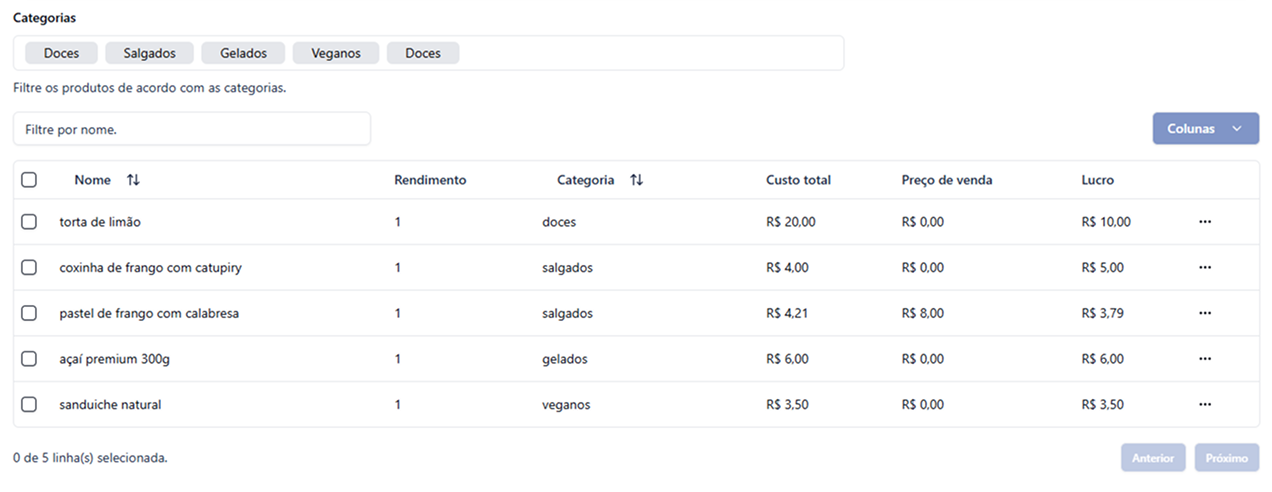 Categorias
Doces Salgados Gelados Veganos Doces
Filtre os produtos de acordo com as categorias.
Filtre por nome.
Colunas
Nome Rendimento Categoria Custo total Preço de venda Lucro
torta de limão 1 doces R$ 20,00 R$ 0,00 R$ 10,00 ...
coxinha de frango com catupiry 1 salgados R$ 4,00 R$ 0,00 R$ 5,00 ...
pastel de frango com calabresa 1 salgados R$ 4,21 R$ 8,00 R$ 3,79 ...
açaí premium 300g 1 gelados R$ 6,00 R$ 0,00 R$ 6,00 ...
sanduiche natural 1 veganos R$ 3,50 R$ 0,00 R$ 3,50 ...
0 de 5 linha(s) selecionada.
Anterior Próximo